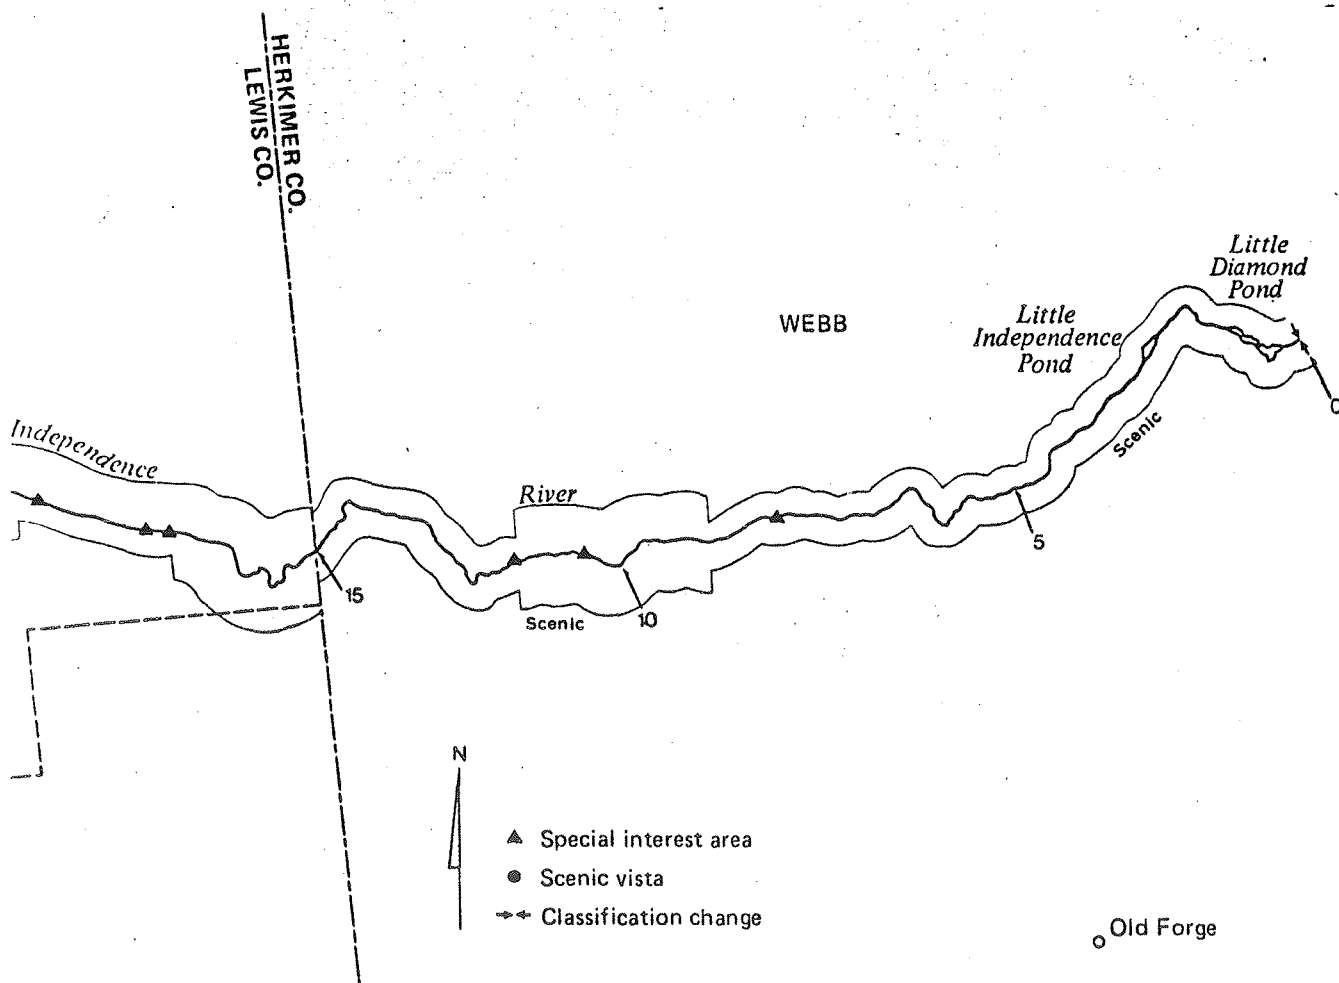 HERKIMER CO.
LEWIS CO.
Little
Diamond
Pond
WEBB
Little
Independence
Pond
0
Scenic
Independence
River
5
15
10
Scenic
N
Special interest area
Scenic vista
Classification change
Old Forge